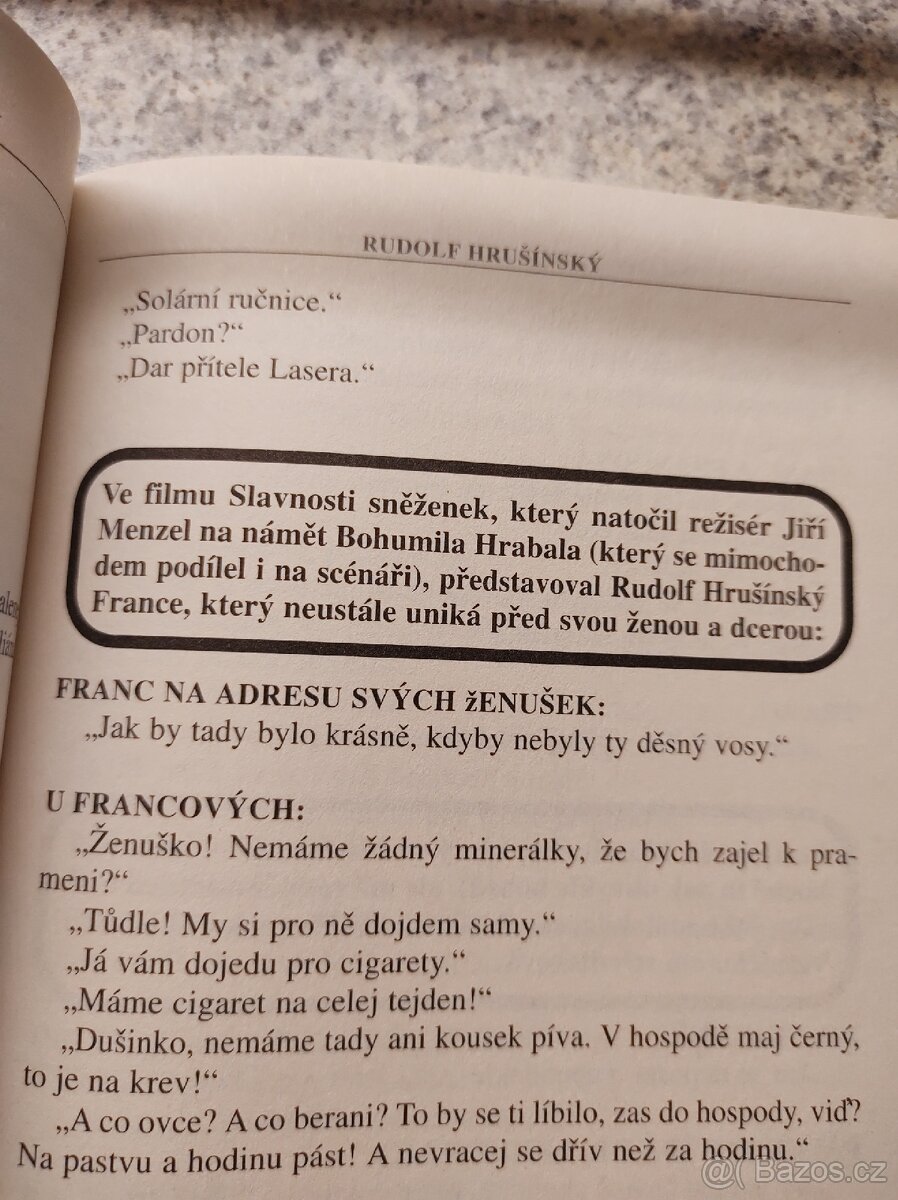 RUDOLF HRUŠÍNSKÝ
„Solární ručnice.“
„Pardon?“
„Dar přítele Lasera.“
Ve filmu Slavnosti sněženek, který natočil režisér Jiří
Menzel na námět Bohumila Hrabala (který se mimocho-
dem podílel i na scénáři), představoval Rudolf Hrušínský
France, který neustále uniká před svou ženou a dcerou:
FRANC NA ADRESU SVÝCH žENUŠEK:
„Jak by tady bylo krásně, kdyby nebyly ty děsný vosy.“
U FRANCOVÝCH:
„Ženuško! Nemáme žádný minerálky, že bych zajel k pra-
meni?“
„Tůdle! My si pro ně dojdem samy.“
„Já vám dojedu pro cigarety.“
„Máme cigaret na celej tejden!“
„Dušinko, nemáme tady ani kousek píva. V hospodě maj černý,
to je na krev!“
„A co ovce? A co berani? To by se ti líbilo, zas do hospody, viď?
Na pastvu a hodinu pást! A nevracej se dřív než za hodinu.“
Bazos.cz